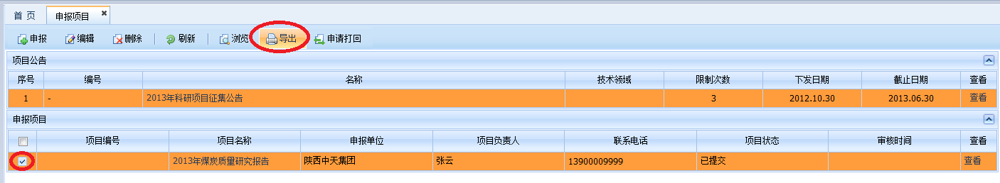 首 页 申报项目
申报 编辑 删除 刷新 浏览 导出 申请打回
项目公告
序号 编号 名称 技术领域 限制次数 下发日期 截止日期 查看
1 - 2013年科研项目征集公告 3 2012.10.30 2013.06.30 查看
申报项目
项目编号 项目名称 申报单位 项目负责人 联系电话 项目状态 审核时间 查看
2013年煤炭质量研究报告 陕西中天集团 张云 13900009999 已提交 查看